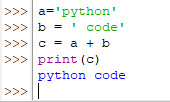 >>> a='python'
>>> b = ' code'
>>> c = a + b
>>> print(c)
python code
>>>